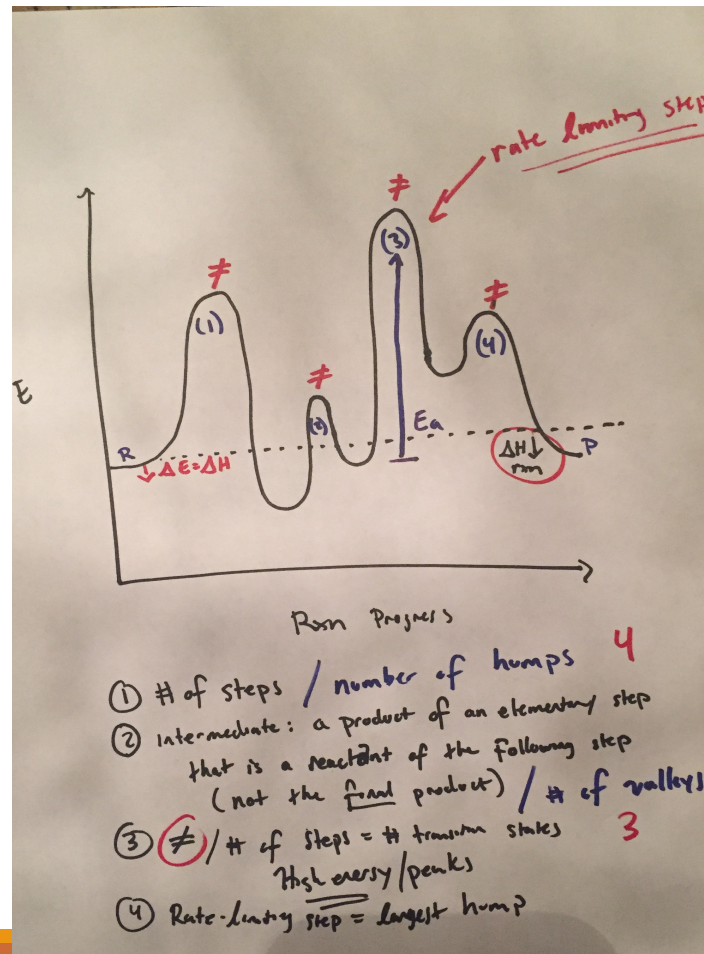 rate limiting step
≠
≠
(3)
≠
(1)
(4)
≠
E
(2)
Ea
R
ΔE=ΔH
ΔH↓
rxn
P
Rxn Progress
① # of steps / number of humps 4
② intermediate: a product of an elementary step
that is a reactant of the following step
(not the final product) / # of valleys
③ ≠ / # of steps = # transition states 3
High energy/peaks
④ Rate-limiting step = largest hump